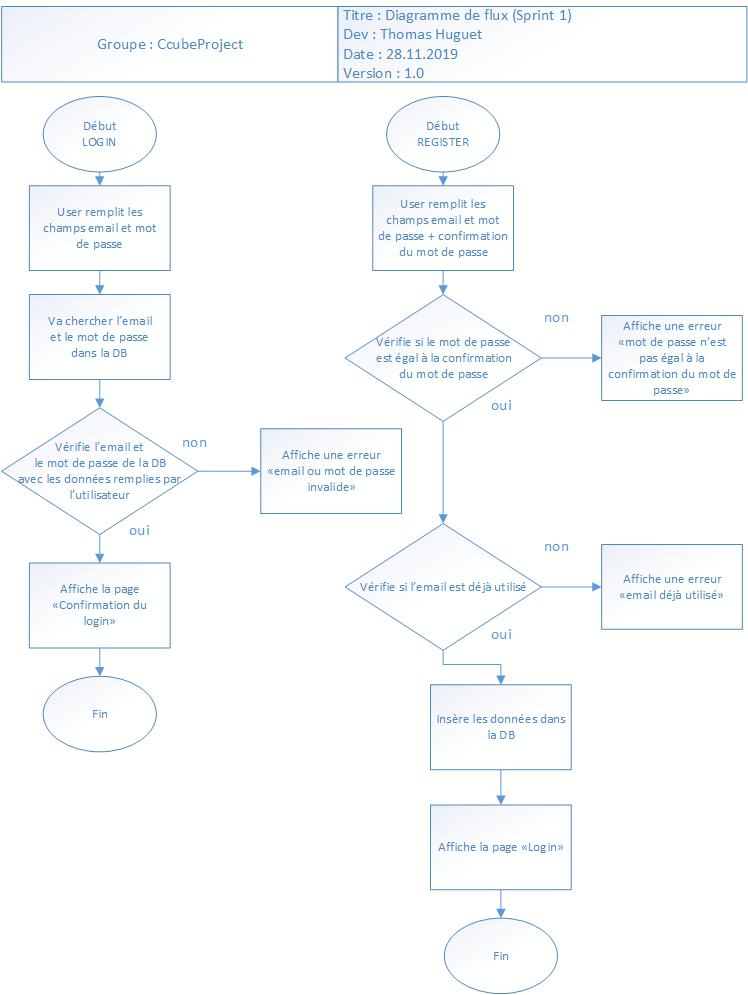 Groupe : CcubeProject
Titre : Diagramme de flux (Sprint 1)
Dev : Thomas Huguet
Date : 28.11.2019
Version : 1.0
Début
LOGIN
User remplit les
champs email et mot
de passe
Va chercher l’email
et le mot de passe
dans la DB
Vérifie l’email et
le mot de passe de la DB
avec les données remplies par
l’utilisateur
non
Affiche une erreur
«email ou mot de passe
invalide»
oui
Affiche la page
«Confirmation du
login»
Fin
Début
REGISTER
User remplit les
champs email et mot
de passe + confirmation
du mot de passe
Vérifie si le mot de passe
est égal à la confirmation
du mot de passe
non
Affiche une erreur
«mot de passe n’est
pas égal à la
confirmation du mot de
passe»
oui
Vérifie si l’email est déjà utilisé
non
Affiche une erreur
«email déjà utilisé»
oui
Insère les données dans
la DB
Affiche la page «Login»
Fin